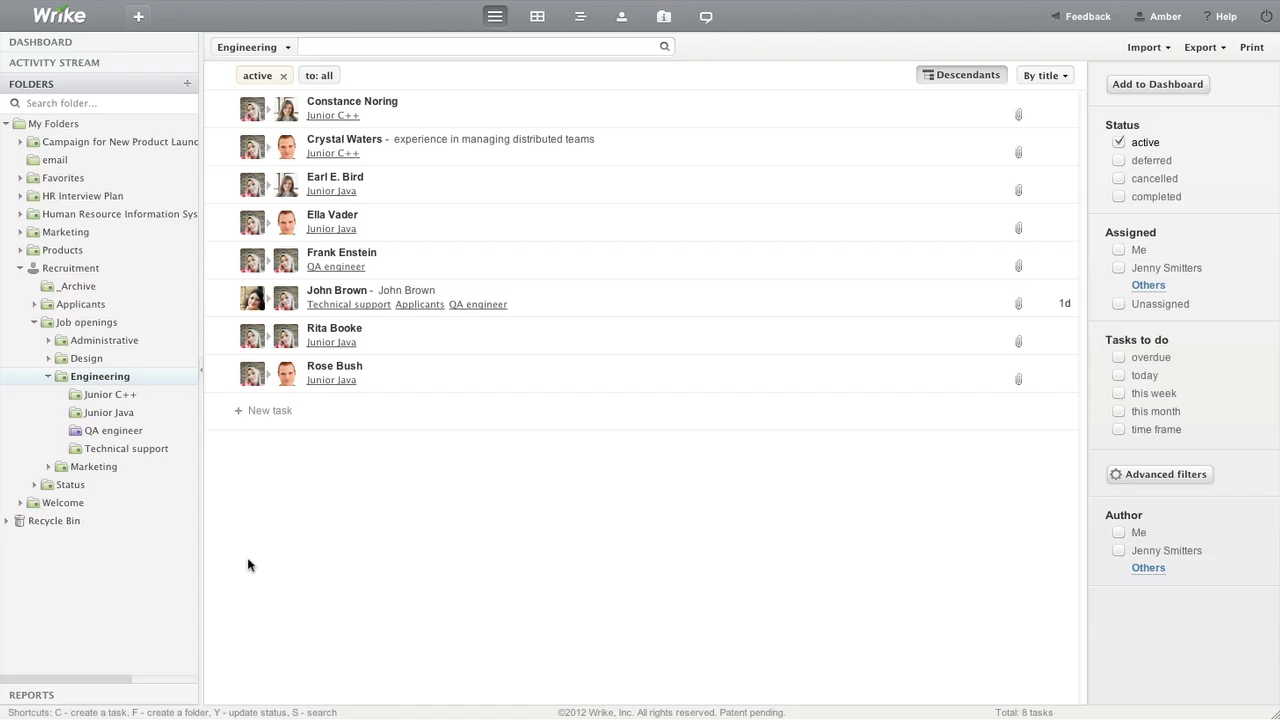 Wrike
+
Feedback
Amber
? Help
DASHBOARD
ACTIVITY STREAM
FOLDERS
+
Search folder...
My Folders
Campaign for New Product Launc
email
Favorites
HR Interview Plan
Human Resource Information Sys
Marketing
Products
Recruitment
_Archive
Applicants
Job openings
Administrative
Design
Engineering
Junior C++
Junior Java
QA engineer
Technical support
Marketing
Status
Welcome
Recycle Bin
REPORTS
Engineering
Import
Export
Print
active x
to: all
Descendants
By title
Constance Noring
Junior C++
Crystal Waters - experience in managing distributed teams
Junior C++
Earl E. Bird
Junior Java
Ella Vader
Junior Java
Frank Enstein
QA engineer
John Brown - John Brown
Technical support Applicants QA engineer
1d
Rita Booke
Junior Java
Rose Bush
Junior Java
+ New task
Add to Dashboard
Status
active
deferred
cancelled
completed
Assigned
Me
Jenny Smitters
Others
Unassigned
Tasks to do
overdue
today
this week
this month
time frame
Advanced filters
Author
Me
Jenny Smitters
Others
Shortcuts: C - create a task, F - create a folder, Y - update status, S - search
©2012 Wrike, Inc. All rights reserved. Patent pending.
Total: 8 tasks